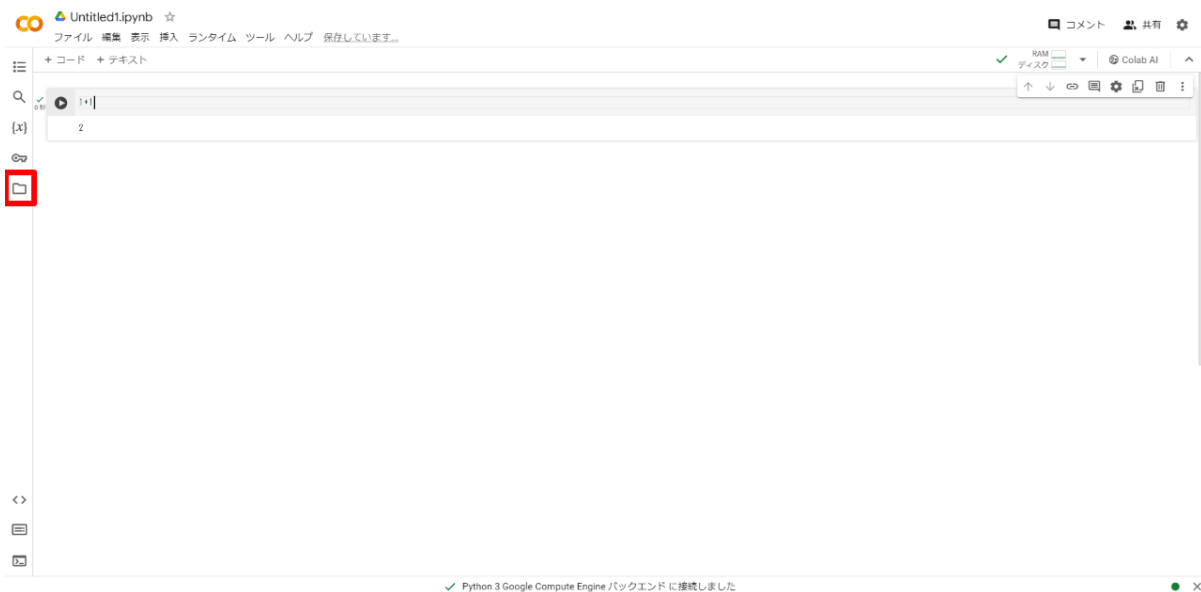 Untitled1.ipynb
ファイル 編集 表示 挿入 ランタイム ツール ヘルプ 保存しています...
コメント 共有
+ コード + テキスト
RAM
ディスク
Colab AI
{x}
0 秒
1+1
2
Python 3 Google Compute Engine バックエンド に接続しました